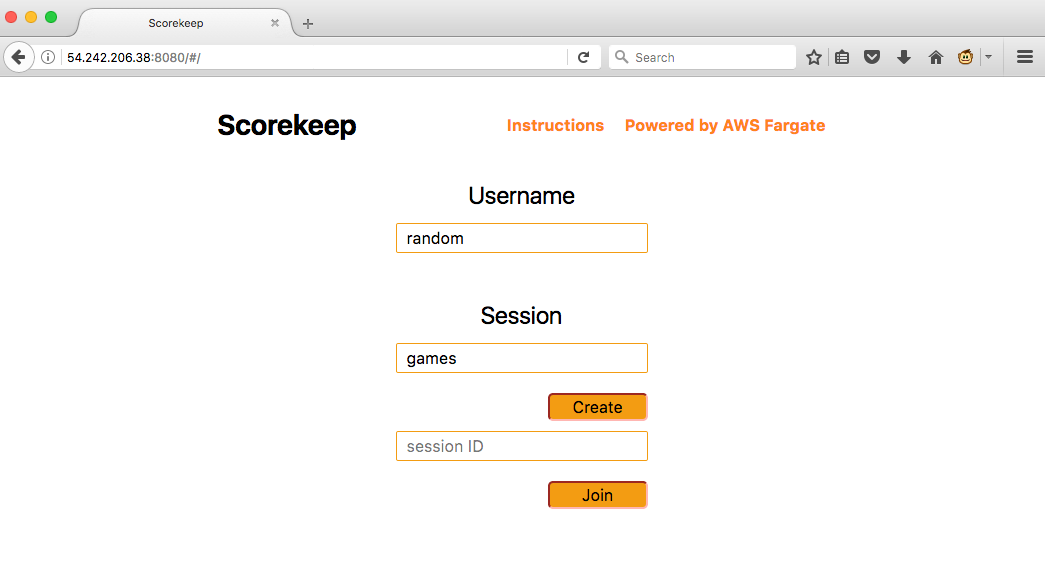 Scorekeep
54.242.206.38:8080/#/
Search
Scorekeep
Instructions
Powered by AWS Fargate
Username
random
Session
games
Create
session ID
Join